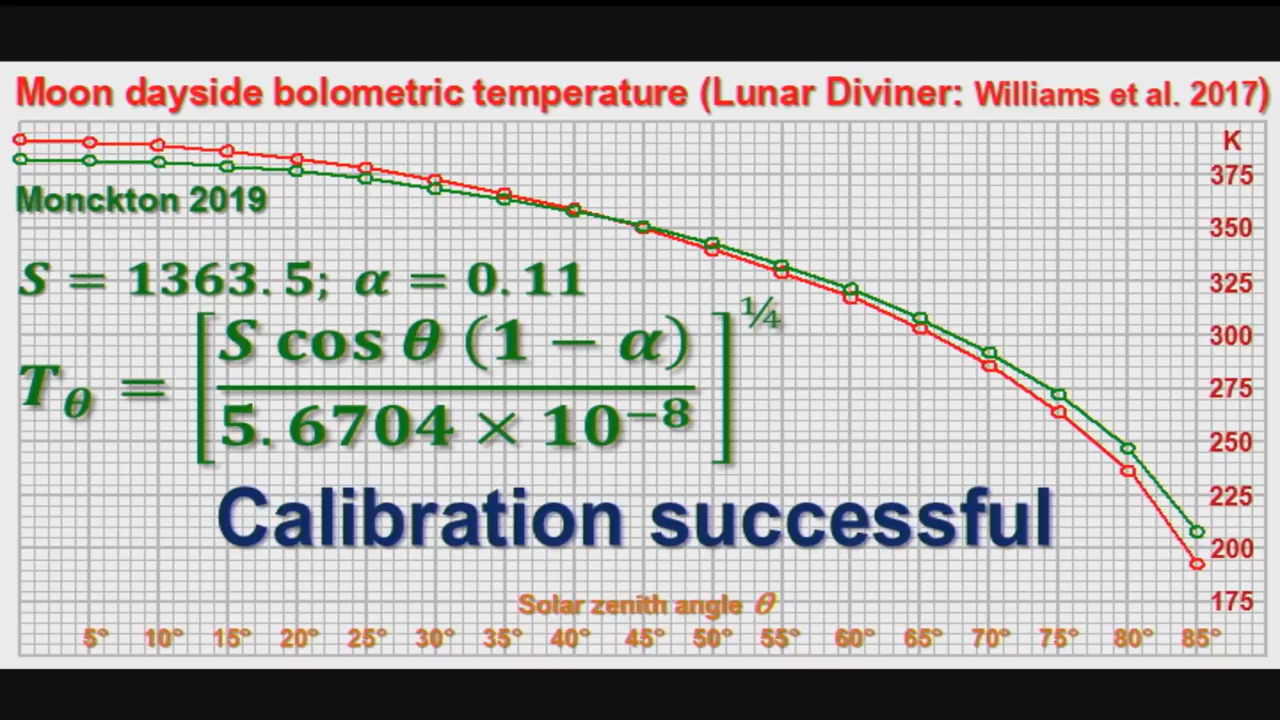 Moon dayside bolometric temperature (Lunar Diviner: Williams et al. 2017)
K
375
Monckton 2019
350
S = 1363.5; α = 0.11
325
300
T_θ = [S cos θ (1 − α) / 5.6704 × 10⁻⁸]^¼
275
250
225
Calibration successful
200
175
Solar zenith angle θ
5° 10° 15° 20° 25° 30° 35° 40° 45° 50° 55° 60° 65° 70° 75° 80° 85°